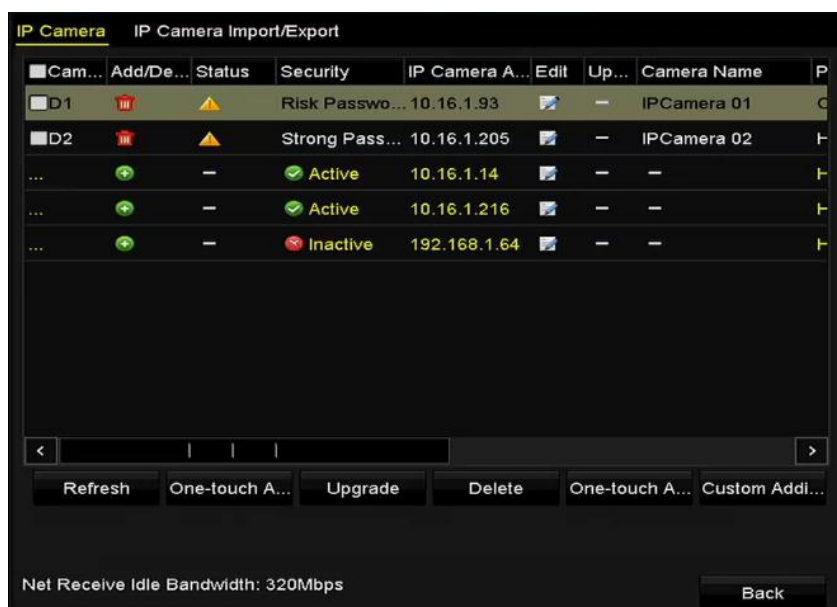 IP Camera IP Camera Import/Export
Cam... Add/De... Status Security IP Camera A... Edit Up... Camera Name P
D1 Risk Passwo... 10.16.1.93 – IPCamera 01
D2 Strong Pass... 10.16.1.205 – IPCamera 02
... – Active 10.16.1.14 – –
... – Active 10.16.1.216 – –
... – Inactive 192.168.1.64 – –
< >
Refresh One-touch A... Upgrade Delete One-touch A... Custom Addi...
Net Receive Idle Bandwidth: 320Mbps
Back